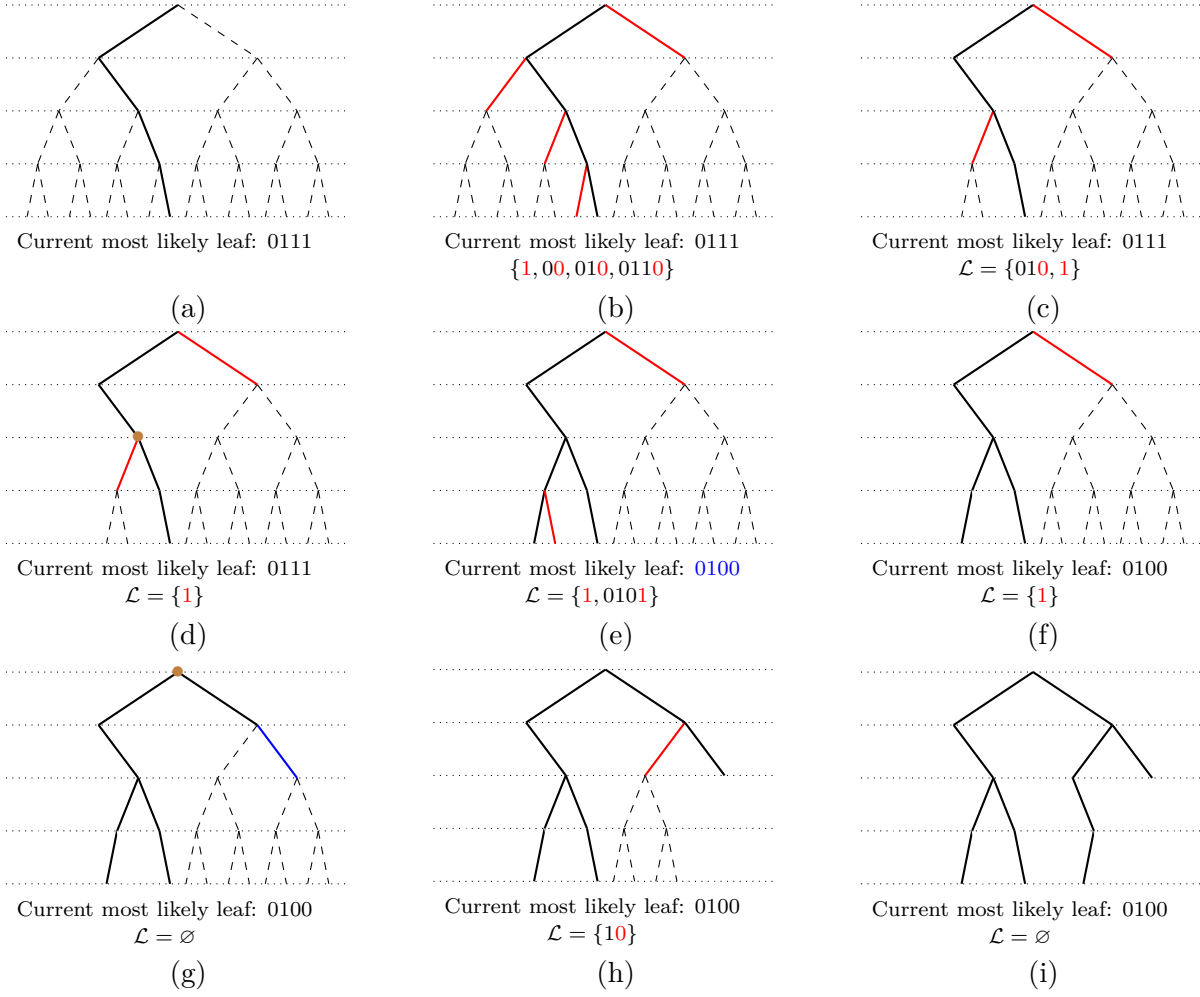 Current most likely leaf: 0111
(a)
Current most likely leaf: 0111
{1, 00, 010, 0110}
(b)
Current most likely leaf: 0111
ℒ = {010, 1}
(c)
Current most likely leaf: 0111
ℒ = {1}
(d)
Current most likely leaf: 0100
ℒ = {1, 0101}
(e)
Current most likely leaf: 0100
ℒ = {1}
(f)
Current most likely leaf: 0100
ℒ = ∅
(g)
Current most likely leaf: 0100
ℒ = {10}
(h)
Current most likely leaf: 0100
ℒ = ∅
(i)